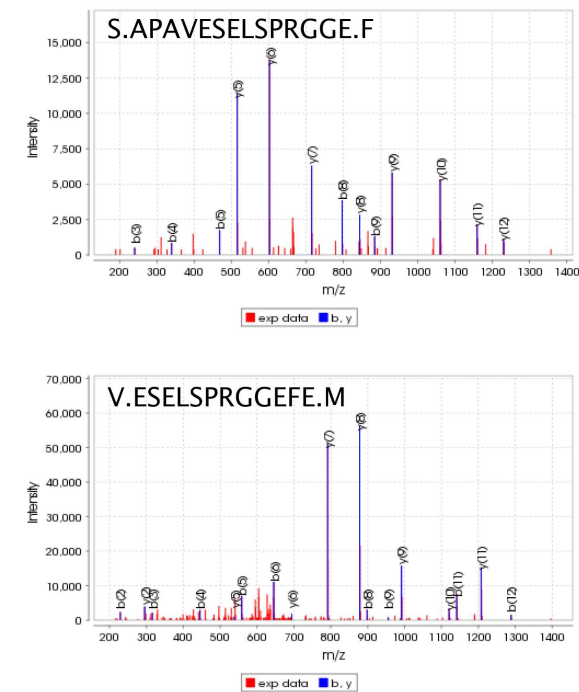 S.APAVESELSPRGGE.F
15,000
12,500
10,000
7,500
5,000
2,500
0
Intensity
b(3)
b(4)
b(5)
y(5)
y(6)
y(7)
b(8)
y(8)
b(9)
y(9)
y(10)
y(11)
y(12)
200 300 400 500 600 700 800 900 1000 1100 1200 1300 1400
m/z
exp data b, y
V.ESELSPRGGEFE.M
70,000
60,000
50,000
40,000
30,000
20,000
10,000
0
Intensity
b(2)
y(2)
b(3)
b(4)
y(5)
b(5)
b(6)
y(6)
y(7)
y(8)
b(8)
b(9)
y(9)
y(10)
b(11)
y(11)
b(12)
200 300 400 500 600 700 800 900 1000 1100 1200 1300 1400
m/z
exp data b, y